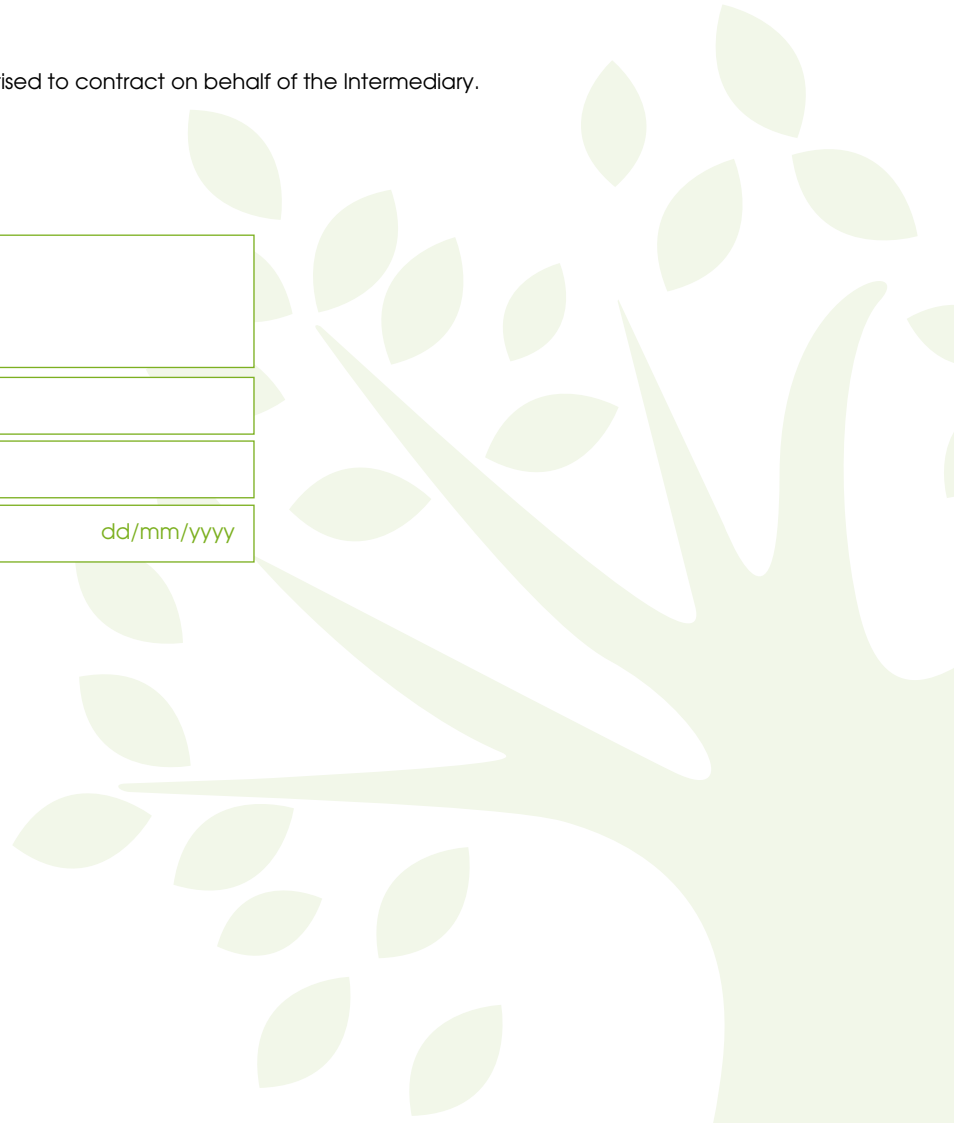 ised to contract on behalf of the Intermediary.
dd/mm/yyyy